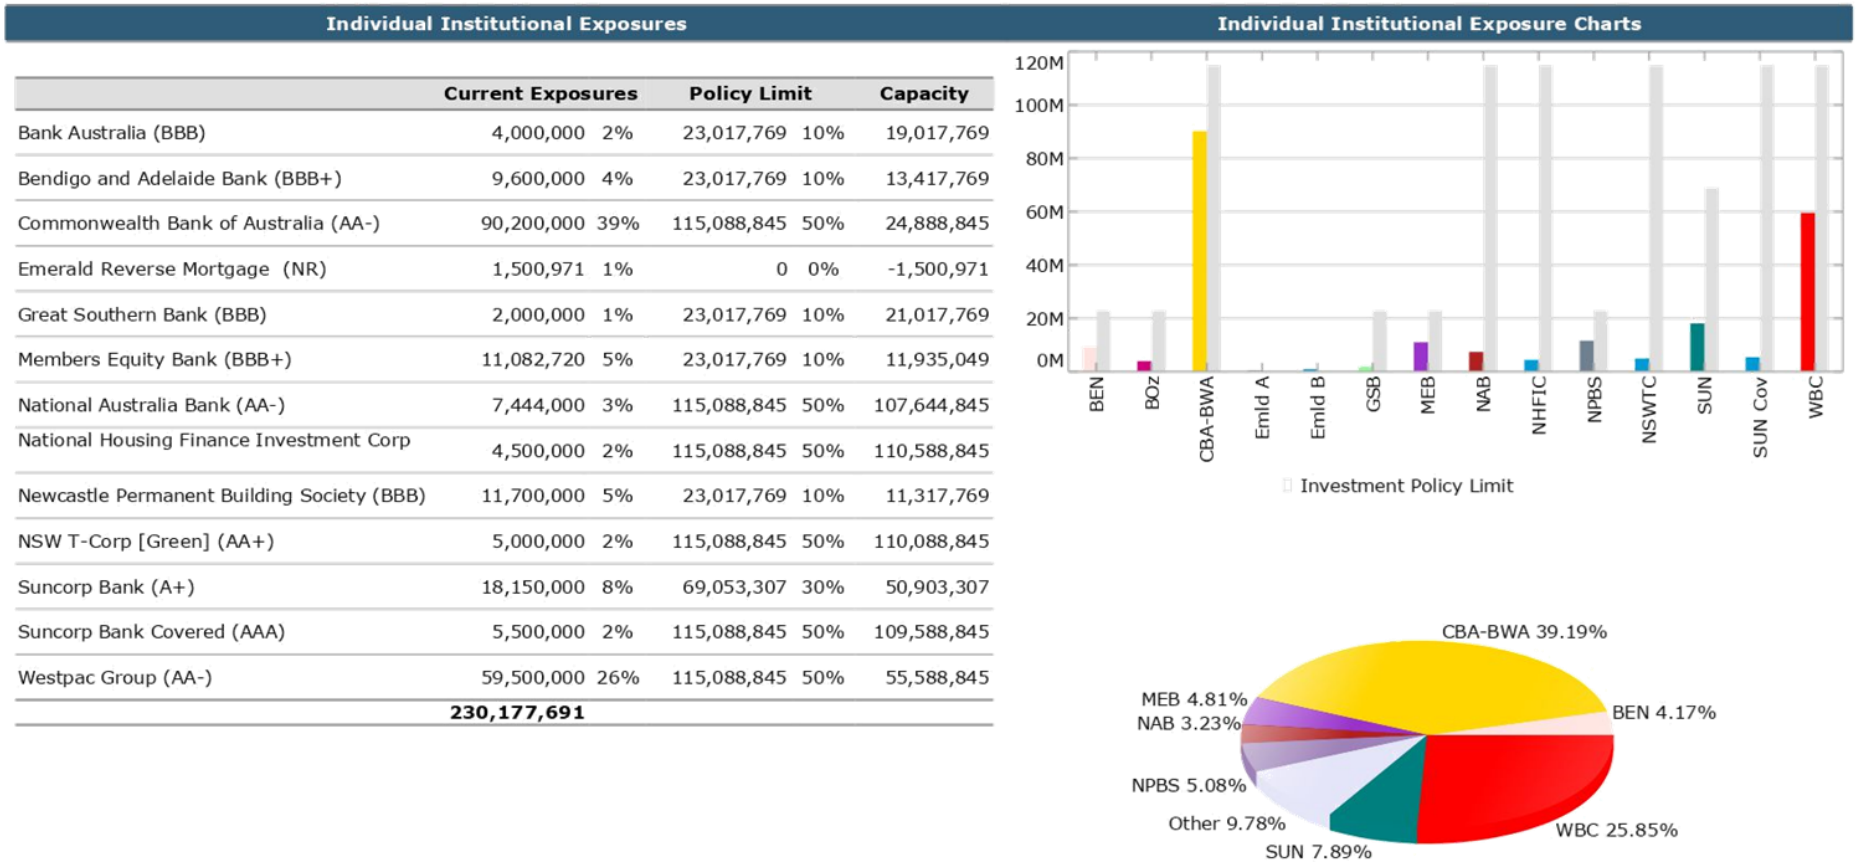 Individual Institutional Exposures
Individual Institutional Exposure Charts
Current Exposures Policy Limit Capacity
Bank Australia (BBB) 4,000,000 2% 23,017,769 10% 19,017,769
Bendigo and Adelaide Bank (BBB+) 9,600,000 4% 23,017,769 10% 13,417,769
Commonwealth Bank of Australia (AA-) 90,200,000 39% 115,088,845 50% 24,888,845
Emerald Reverse Mortgage (NR) 1,500,971 1% 0 0% -1,500,971
Great Southern Bank (BBB) 2,000,000 1% 23,017,769 10% 21,017,769
Members Equity Bank (BBB+) 11,082,720 5% 23,017,769 10% 11,935,049
National Australia Bank (AA-) 7,444,000 3% 115,088,845 50% 107,644,845
National Housing Finance Investment Corp 4,500,000 2% 115,088,845 50% 110,588,845
Newcastle Permanent Building Society (BBB) 11,700,000 5% 23,017,769 10% 11,317,769
NSW T-Corp [Green] (AA+) 5,000,000 2% 115,088,845 50% 110,088,845
Suncorp Bank (A+) 18,150,000 8% 69,053,307 30% 50,903,307
Suncorp Bank Covered (AAA) 5,500,000 2% 115,088,845 50% 109,588,845
Westpac Group (AA-) 59,500,000 26% 115,088,845 50% 55,588,845
230,177,691
120M
100M
80M
60M
40M
20M
0M
BEN
BOz
CBA-BWA
Emld A
Emld B
GSB
MEB
NAB
NHFIC
NPBS
NSWTC
SUN
SUN Cov
WBC
Investment Policy Limit
CBA-BWA 39.19%
MEB 4.81%
BEN 4.17%
NAB 3.23%
NPBS 5.08%
Other 9.78%
WBC 25.85%
SUN 7.89%